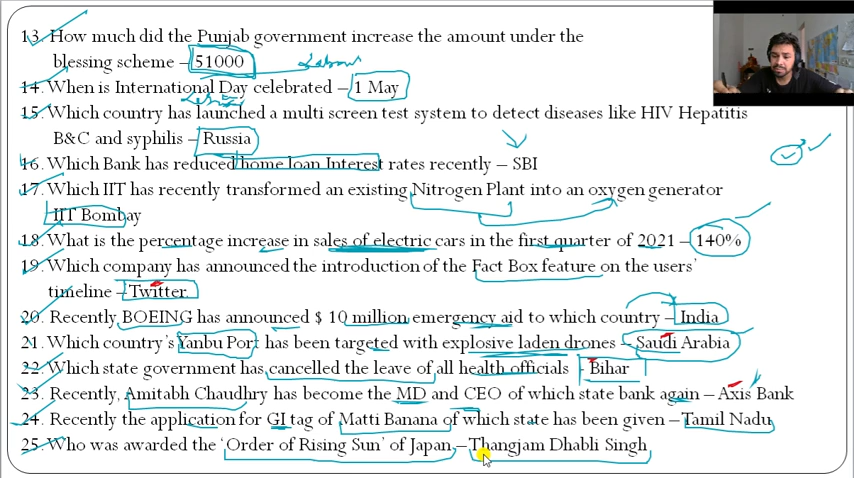 13. How much did the Punjab government increase the amount under the
blessing scheme – 51000
Labour
14. When is International Day celebrated – 1 May
15. Which country has launched a multi screen test system to detect diseases like HIV Hepatitis
B&C and syphilis – Russia
16. Which Bank has reduced home loan Interest rates recently – SBI
17. Which IIT has recently transformed an existing Nitrogen Plant into an oxygen generator
IIT Bombay
18. What is the percentage increase in sales of electric cars in the first quarter of 2021 – 140%
19. Which company has announced the introduction of the Fact Box feature on the users'
timeline – Twitter.
20. Recently BOEING has announced $ 10 million emergency aid to which country – India
21. Which country's Yanbu Port has been targeted with explosive laden drones – Saudi Arabia
22. Which state government has cancelled the leave of all health officials - Bihar
23. Recently, Amitabh Chaudhry has become the MD and CEO of which state bank again – Axis Bank
24. Recently the application for GI tag of Matti Banana of which state has been given – Tamil Nadu
25. Who was awarded the 'Order of Rising Sun' of Japan – Thangjam Dhabli Singh